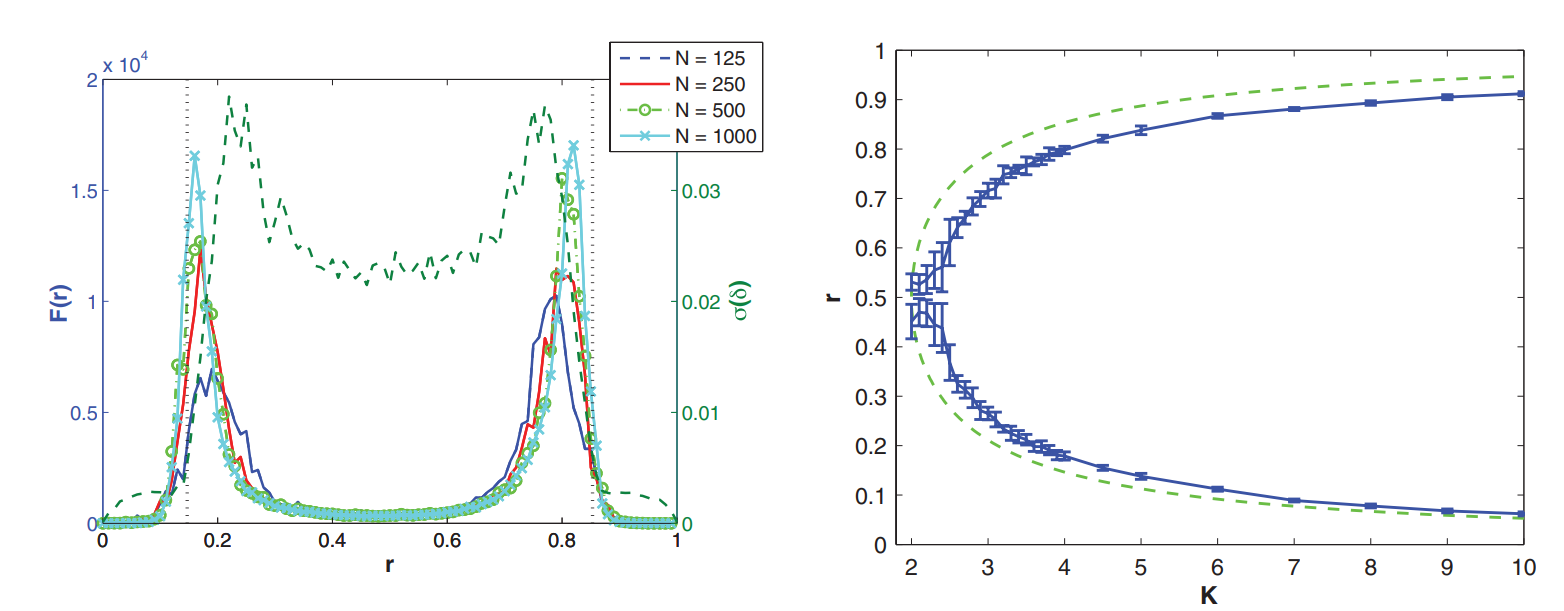 x 10^4
2
1.5
1
0.5
0
F(r)
0 0.2 0.4 0.6 0.8 1
r
0.03
0.02
0.01
0
σ(δ)
N = 125
N = 250
N = 500
N = 1000
1
0.9
0.8
0.7
0.6
0.5
0.4
0.3
0.2
0.1
0
r
2 3 4 5 6 7 8 9 10
K